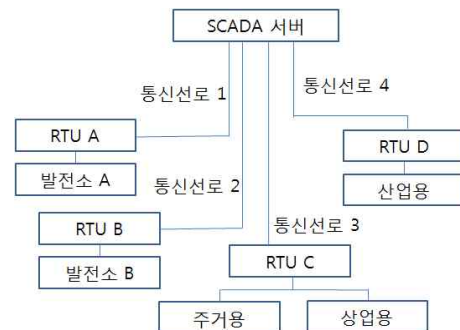 SCADA 서버
통신선로 1
통신선로 4
RTU A
발전소 A
RTU D
산업용
통신선로 2
RTU B
발전소 B
통신선로 3
RTU C
주거용
상업용